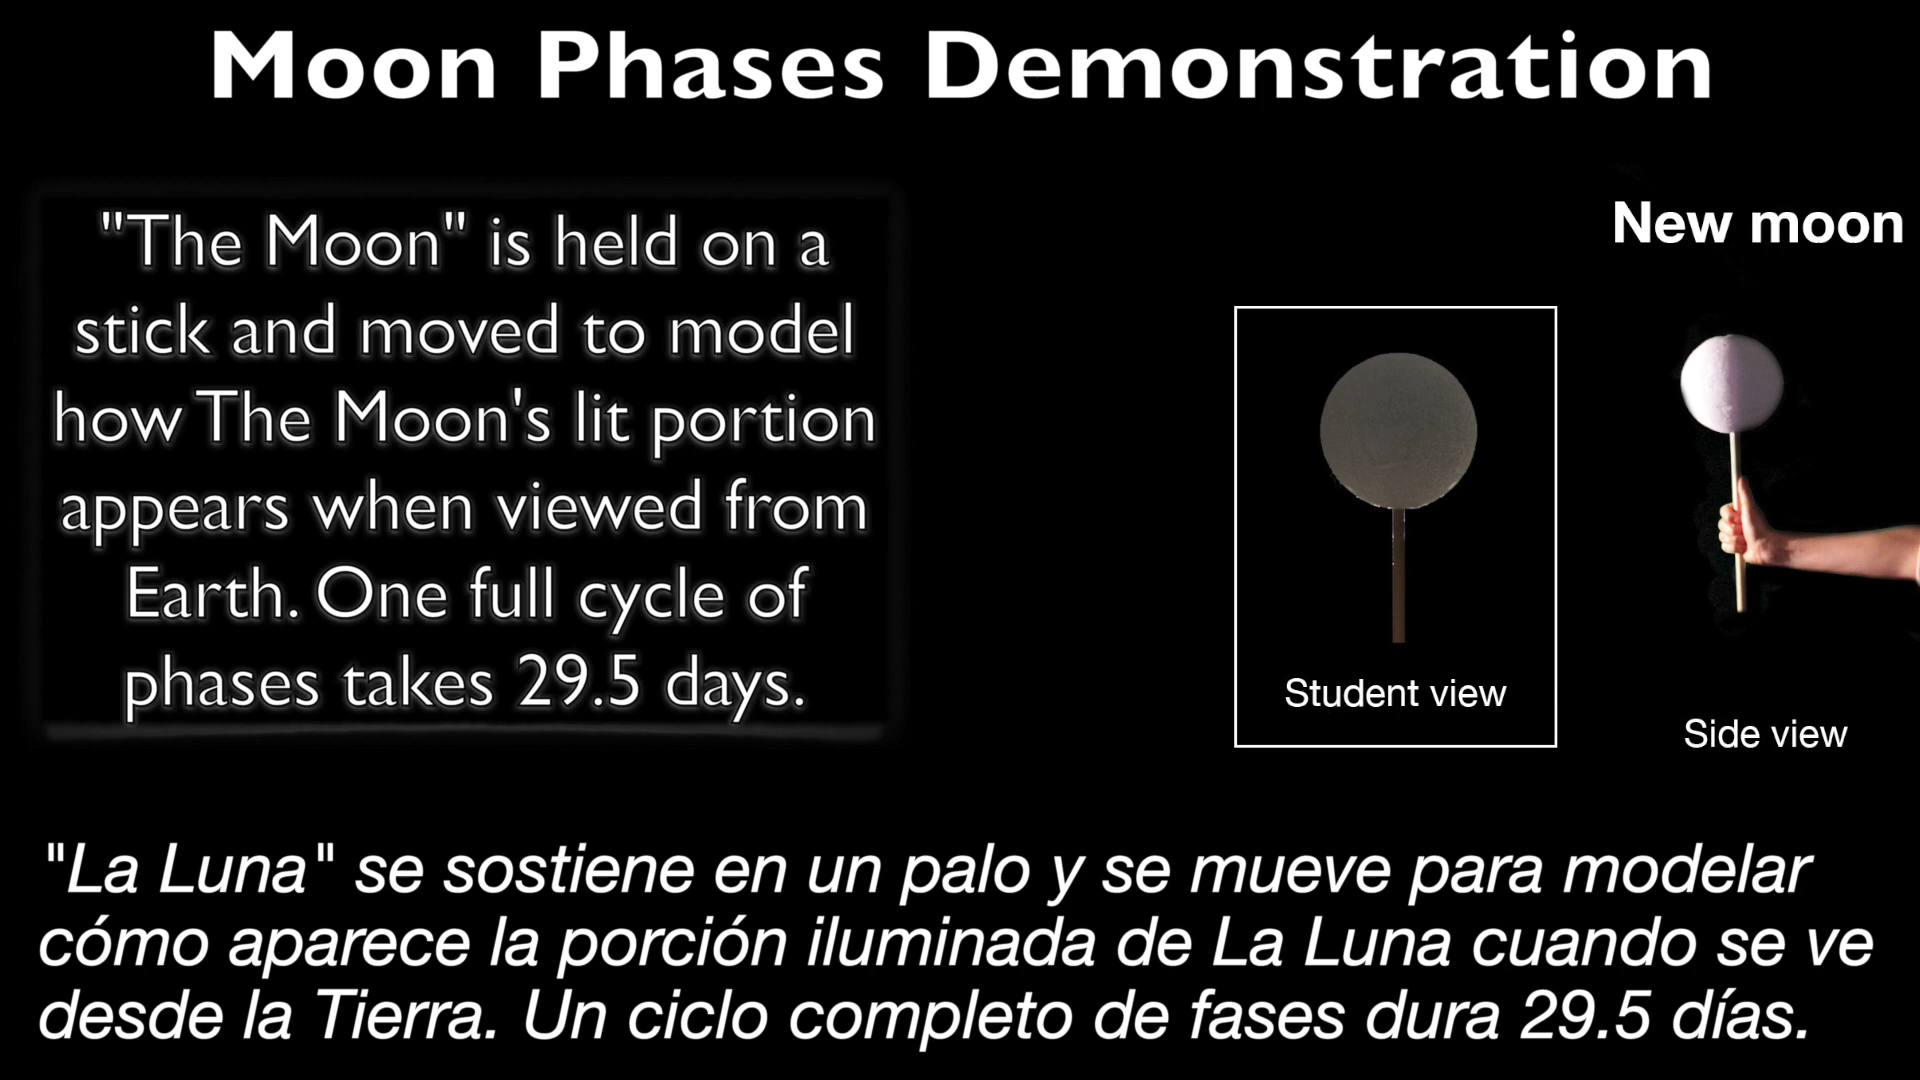 Moon Phases Demonstration
"The Moon" is held on a
stick and moved to model
how The Moon's lit portion
appears when viewed from
Earth. One full cycle of
phases takes 29.5 days.
New moon
Student view
Side view
"La Luna" se sostiene en un palo y se mueve para modelar
cómo aparece la porción iluminada de La Luna cuando se ve
desde la Tierra. Un ciclo completo de fases dura 29.5 días.